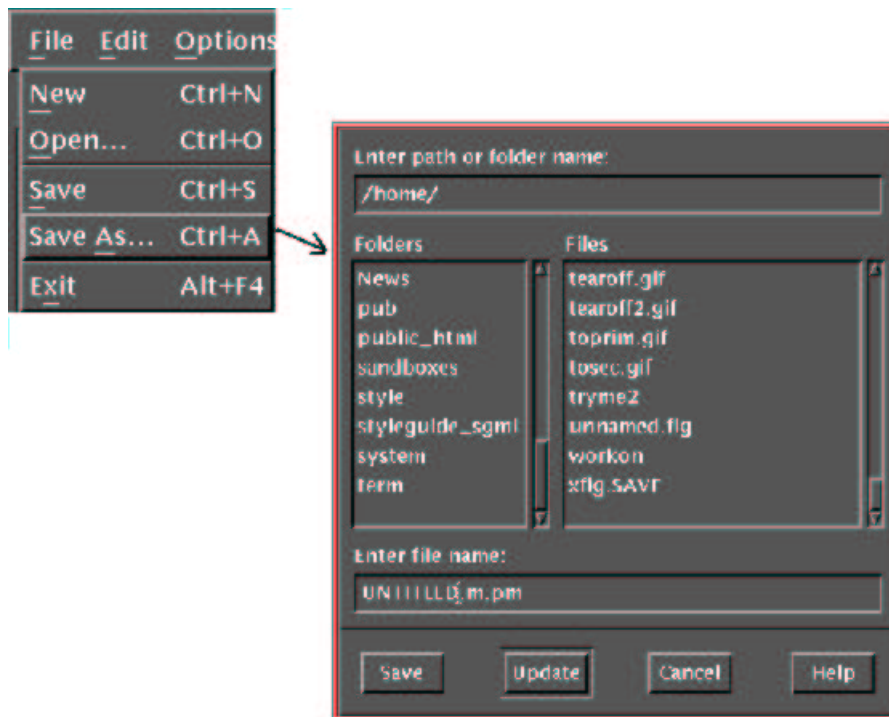 File Edit Options
New Ctrl+N
Open... Ctrl+O
Save Ctrl+S
Save As... Ctrl+A
Exit Alt+F4
Enter path or folder name:
/home/
Folders
News
pub
public_html
sandboxes
style
styleguide_sgml
system
term
Files
tearoff.gif
tearoff2.gif
toprim.gif
tosec.gif
tryme2
unnamed.fig
workon
xfig.SAVE
Enter file name:
UNTITLED.m.pm
Save Update Cancel Help